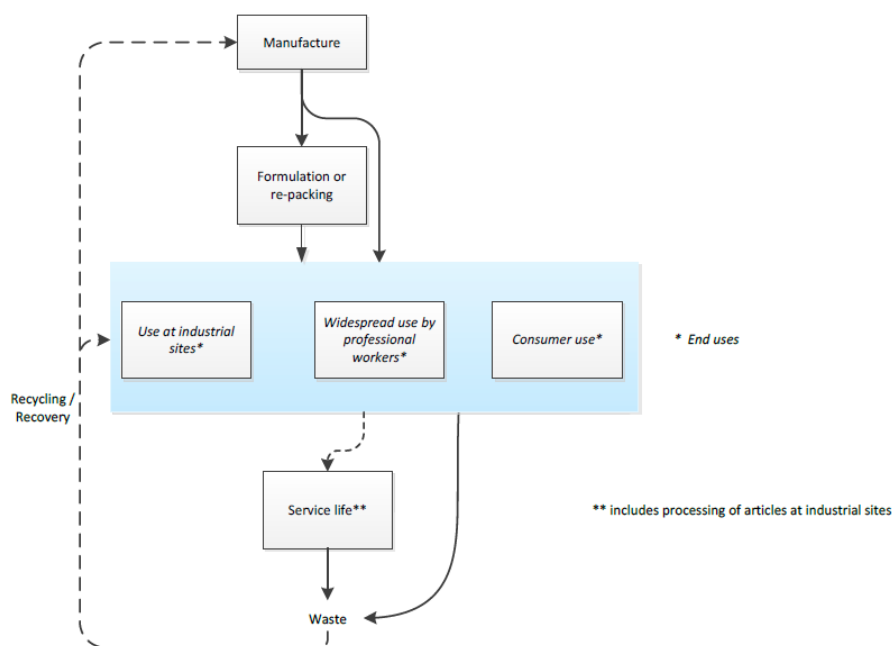 Manufacture
Formulation or
re-packing
Use at industrial
sites*
Widespread use by
professional
workers*
Consumer use*
* End uses
Recycling /
Recovery
Service life**
** includes processing of articles at industrial sites
Waste